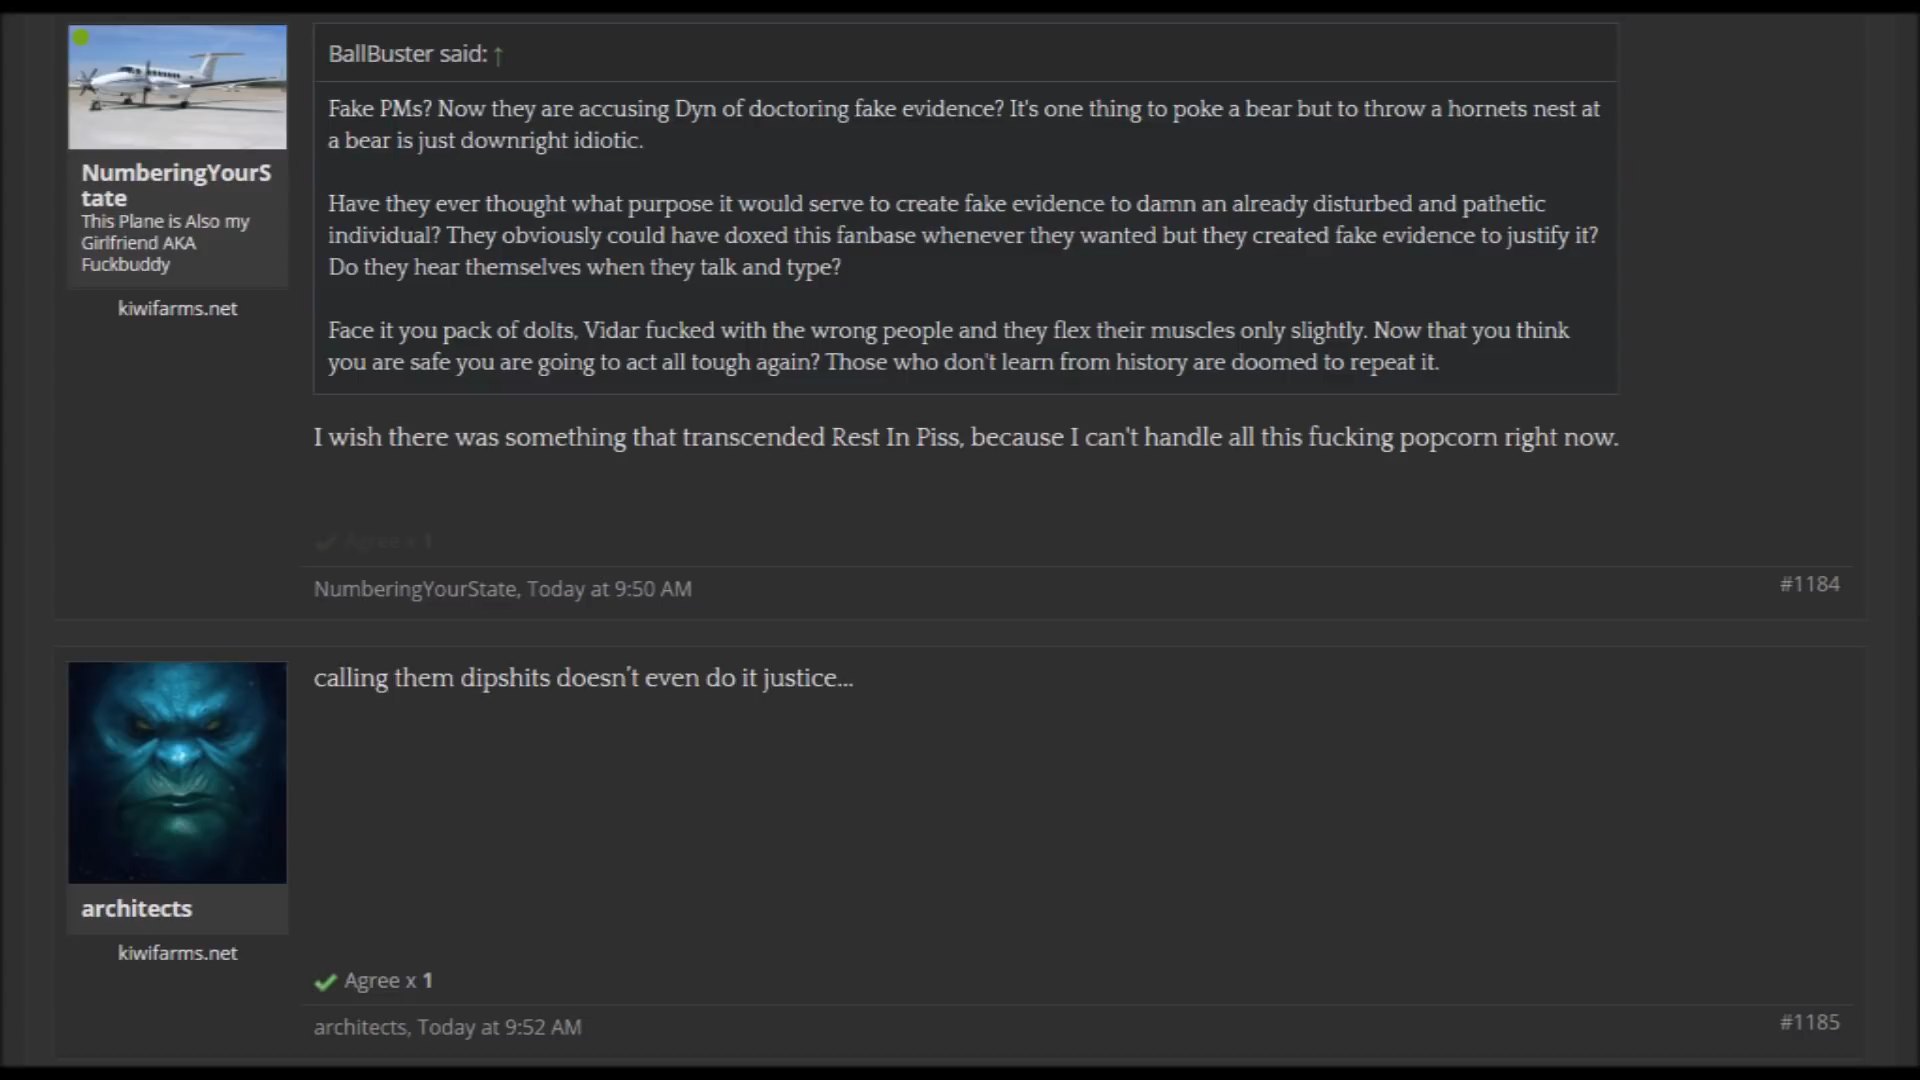 BallBuster said: ↑
Fake PMs? Now they are accusing Dyn of doctoring fake evidence? It's one thing to poke a bear but to throw a hornets nest at
a bear is just downright idiotic.
Have they ever thought what purpose it would serve to create fake evidence to damn an already disturbed and pathetic
individual? They obviously could have doxed this fanbase whenever they wanted but they created fake evidence to justify it?
Do they hear themselves when they talk and type?
Face it you pack of dolts, Vidar fucked with the wrong people and they flex their muscles only slightly. Now that you think
you are safe you are going to act all tough again? Those who don't learn from history are doomed to repeat it.
NumberingYourS
tate
This Plane is Also my
Girlfriend AKA
Fuckbuddy
kiwifarms.net
I wish there was something that transcended Rest In Piss, because I can't handle all this fucking popcorn right now.
Agree x 1
NumberingYourState, Today at 9:50 AM
#1184
calling them dipshits doesn't even do it justice...
architects
kiwifarms.net
Agree x 1
architects, Today at 9:52 AM
#1185